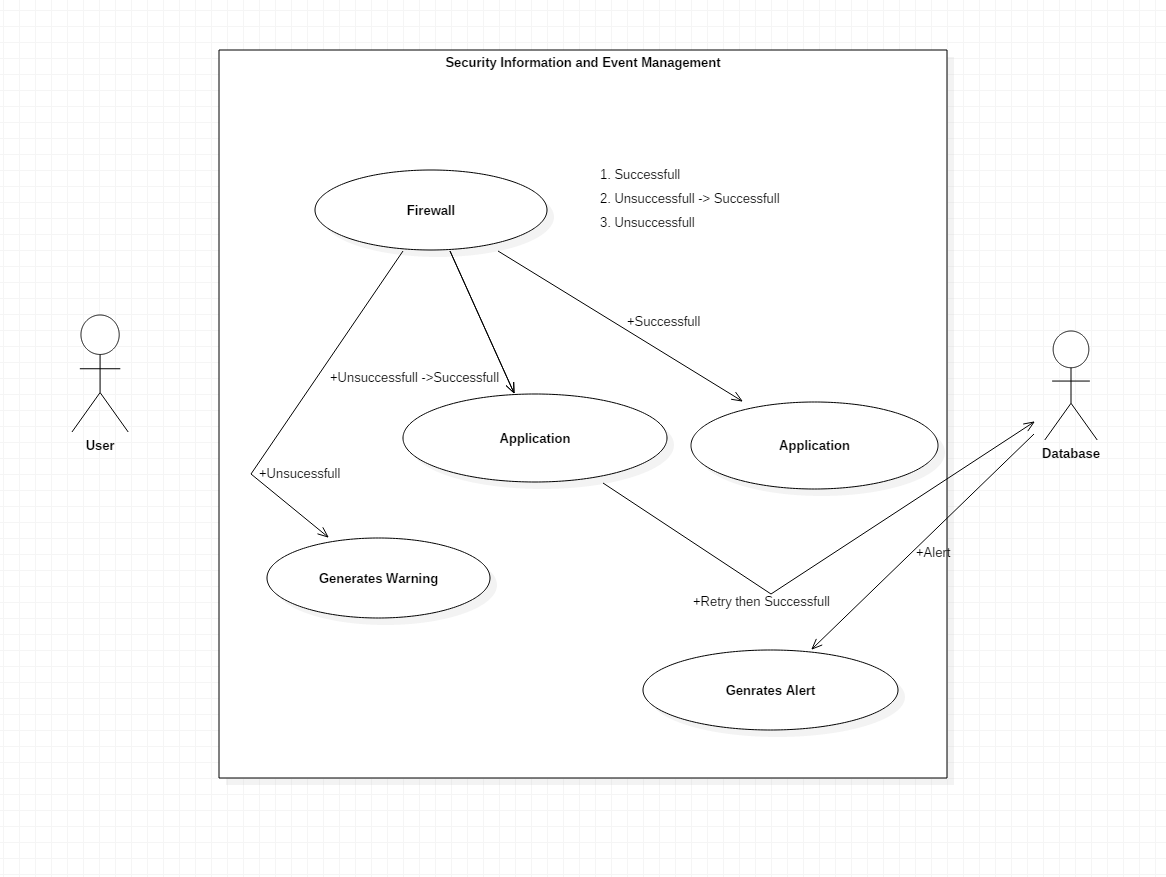 Security Information and Event Management
1. Successfull
2. Unsuccessfull -> Successfull
3. Unsuccessfull
Firewall
+Successfull
+Unsuccessfull ->Successfull
Application
Application
User
Database
+Unsucessfull
+Alert
Generates Warning
+Retry then Successfull
Genrates Alert